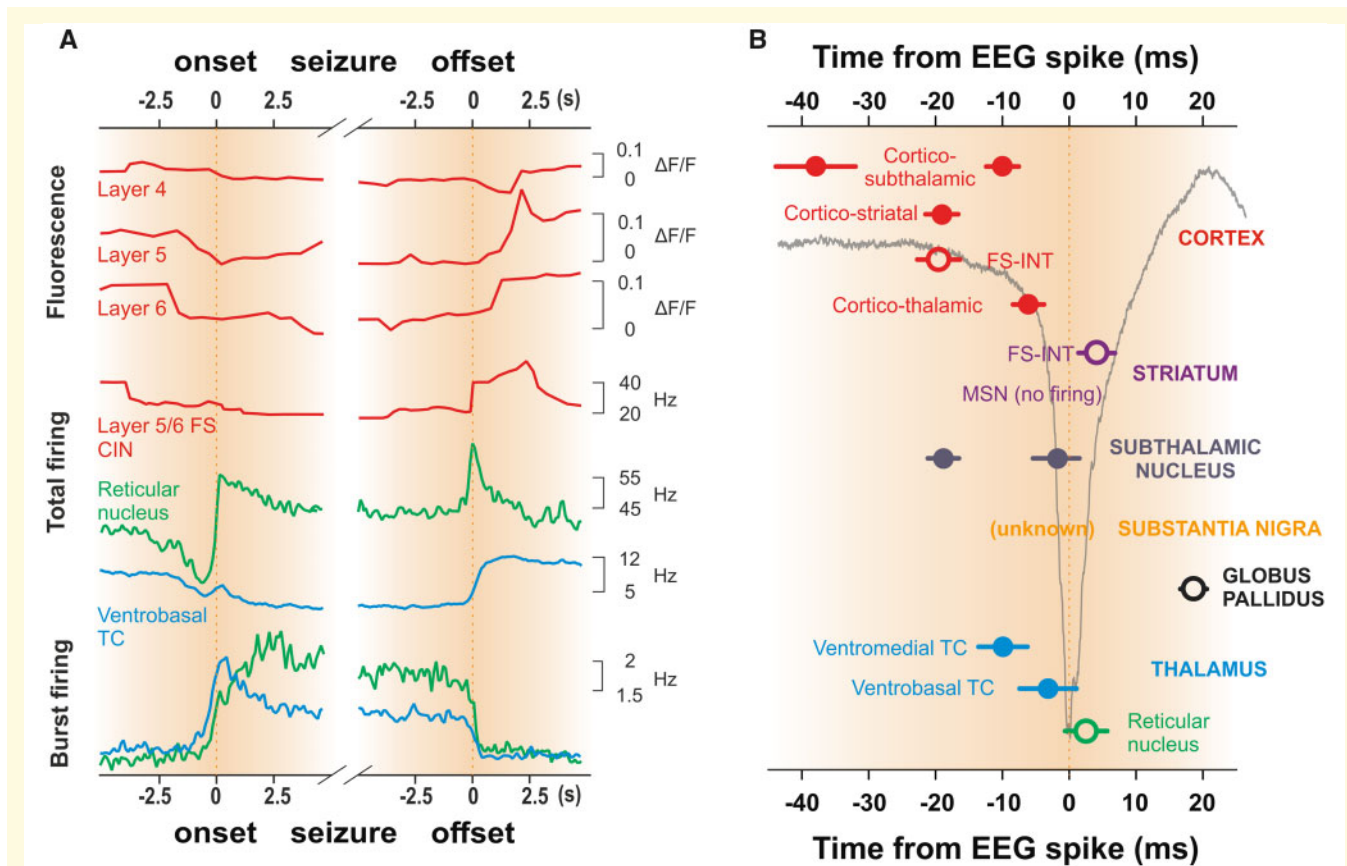 A
onset seizure offset
-2.5 0 2.5 -2.5 0 2.5 (s)
Fluorescence
Layer 4
0.1
0
ΔF/F
Layer 5
0.1
0
ΔF/F
Layer 6
0.1
0
ΔF/F
Total firing
Layer 5/6 FS
CIN
40
20
Hz
Reticular
nucleus
55
45
Hz
Ventrobasal
TC
12
5
Hz
Burst firing
2
1.5
Hz
-2.5 0 2.5 -2.5 0 2.5 (s)
onset seizure offset
B
Time from EEG spike (ms)
-40 -30 -20 -10 0 10 20
Cortico-
subthalamic
Cortico-striatal
CORTEX
FS-INT
Cortico-thalamic
FS-INT
STRIATUM
MSN (no firing)
SUBTHALAMIC
NUCLEUS
(unknown) SUBSTANTIA NIGRA
GLOBUS
PALLIDUS
Ventromedial TC
THALAMUS
Ventrobasal TC
Reticular
nucleus
-40 -30 -20 -10 0 10 20
Time from EEG spike (ms)